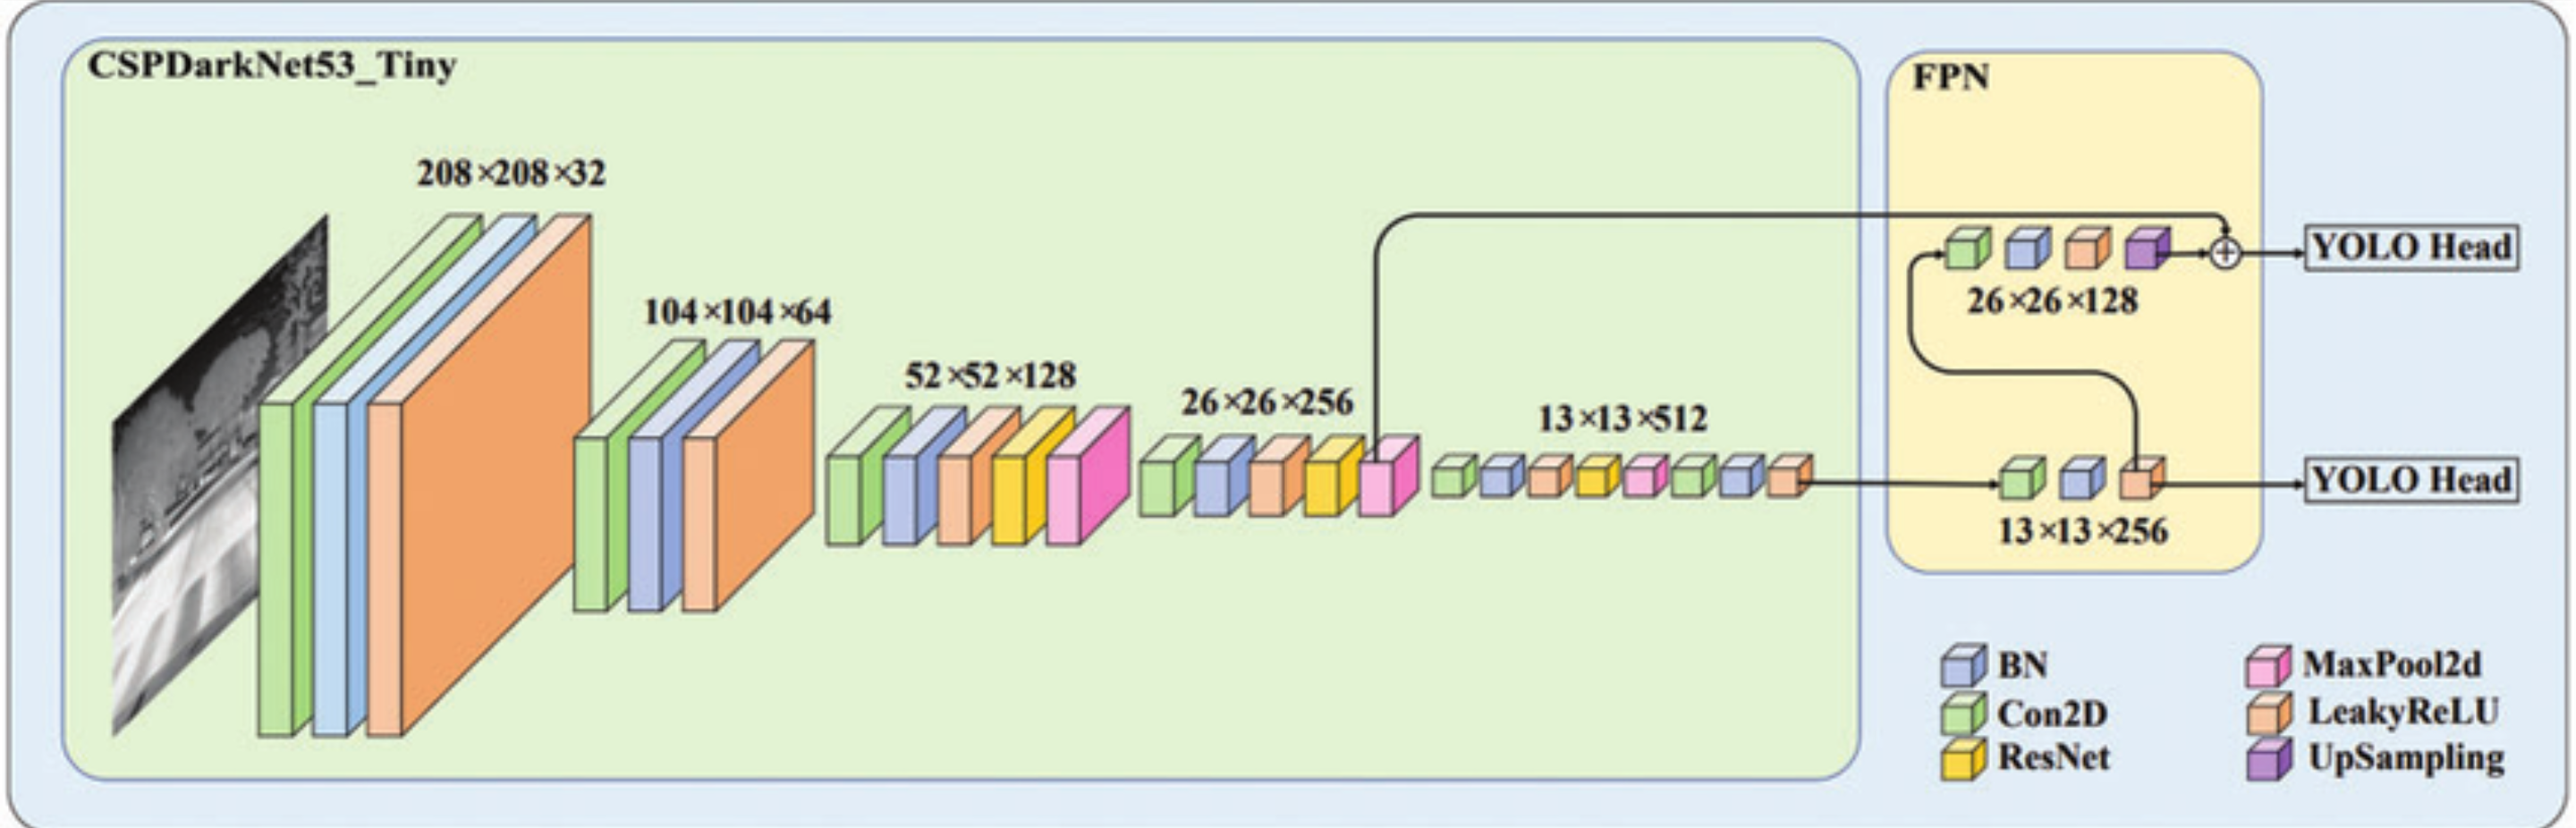 CSPDarkNet53_Tiny
208×208×32
104×104×64
52×52×128
26×26×256
13×13×512
FPN
26×26×128
13×13×256
YOLO Head
YOLO Head
BN
Con2D
ResNet
MaxPool2d
LeakyReLU
UpSampling